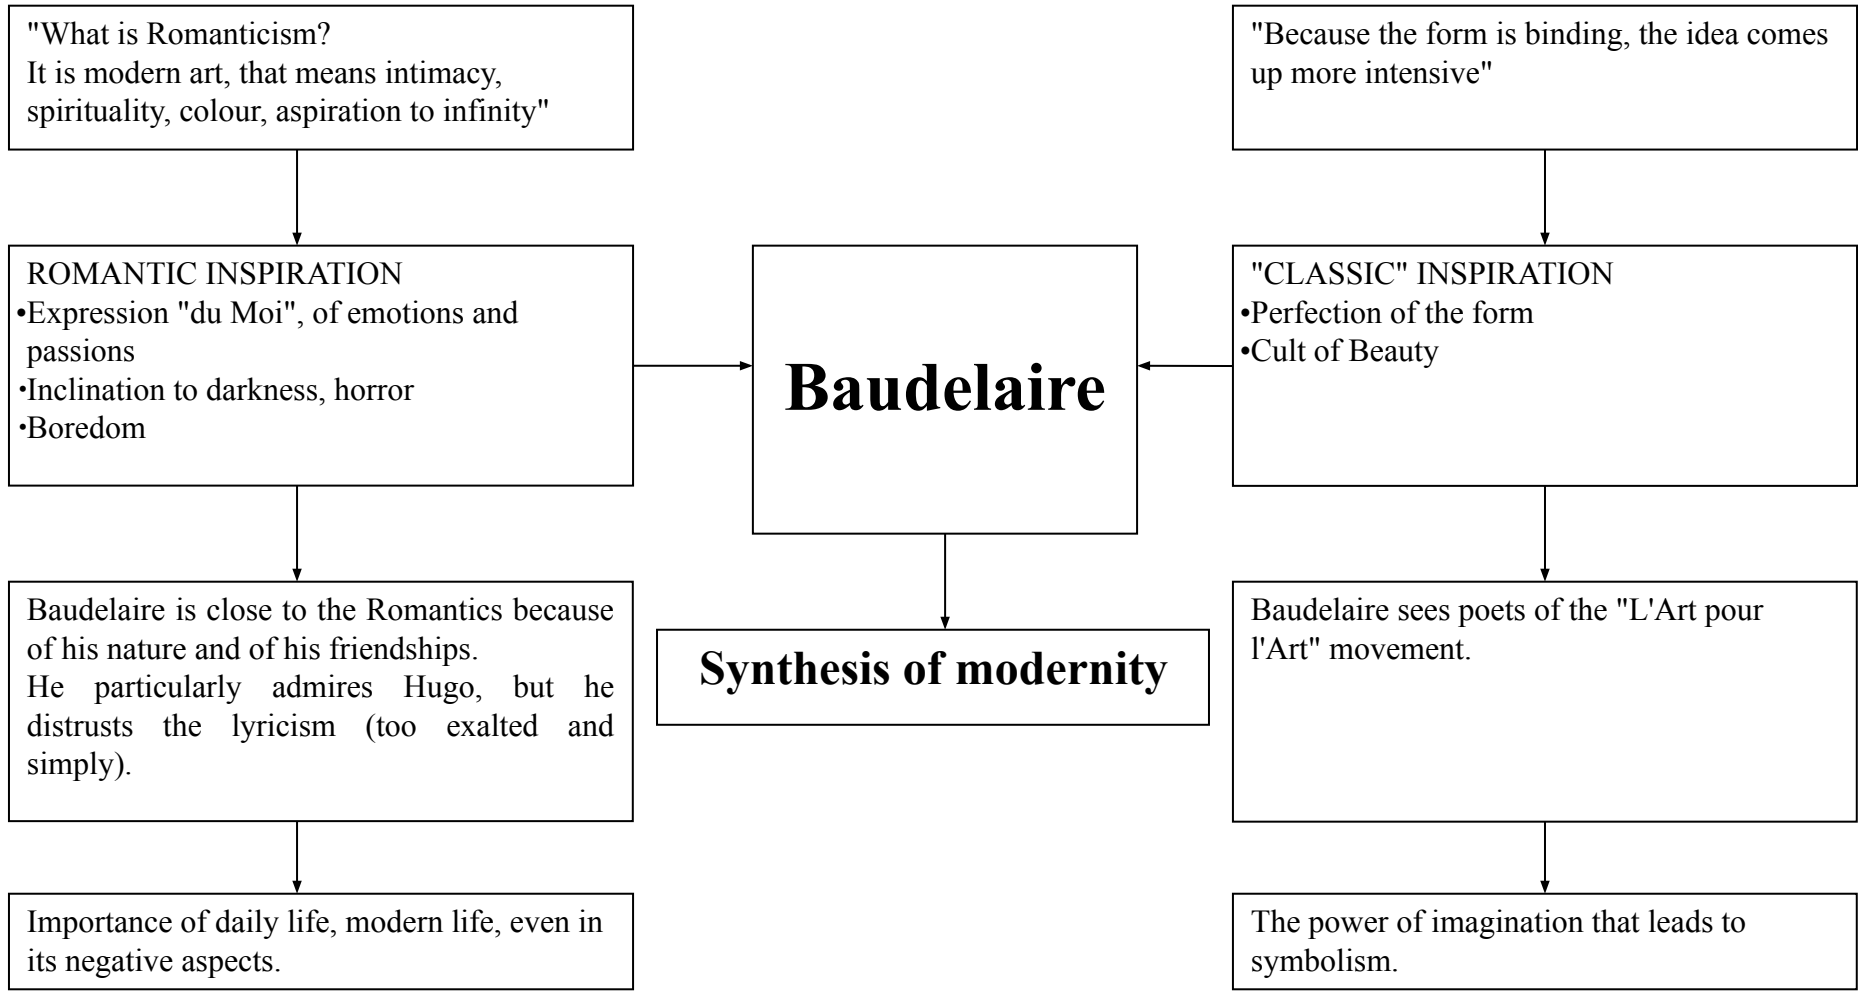 "What is Romanticism?
It is modern art, that means intimacy,
spirituality, colour, aspiration to infinity"
"Because the form is binding, the idea comes
up more intensive"
ROMANTIC INSPIRATION
•Expression "du Moi", of emotions and
passions
•Inclination to darkness, horror
•Boredom
Baudelaire
"CLASSIC" INSPIRATION
•Perfection of the form
•Cult of Beauty
Baudelaire is close to the Romantics because
of his nature and of his friendships.
He particularly admires Hugo, but he
distrusts the lyricism (too exalted and
simply).
Synthesis of modernity
Baudelaire sees poets of the "L'Art pour
l'Art" movement.
Importance of daily life, modern life, even in
its negative aspects.
The power of imagination that leads to
symbolism.